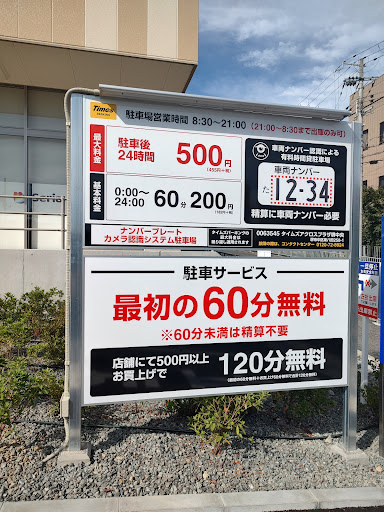 Times
駐車場営業時間 8:30～21:00 (21:00～8:30まで出庫のみ可)
最大料金
駐車後
24時間
500円
基本料金
0:00～
24:00
60分 200円
ナンバープレート
カメラ認識システム駐車場
車両ナンバー認識による
有料時間貸駐車場
車両ナンバー
た 12-34
精算に車両ナンバー必要
駐車サービス
最初の60分無料
※60分未満は精算不要
店舗にて500円以上
お買上げで
120分無料